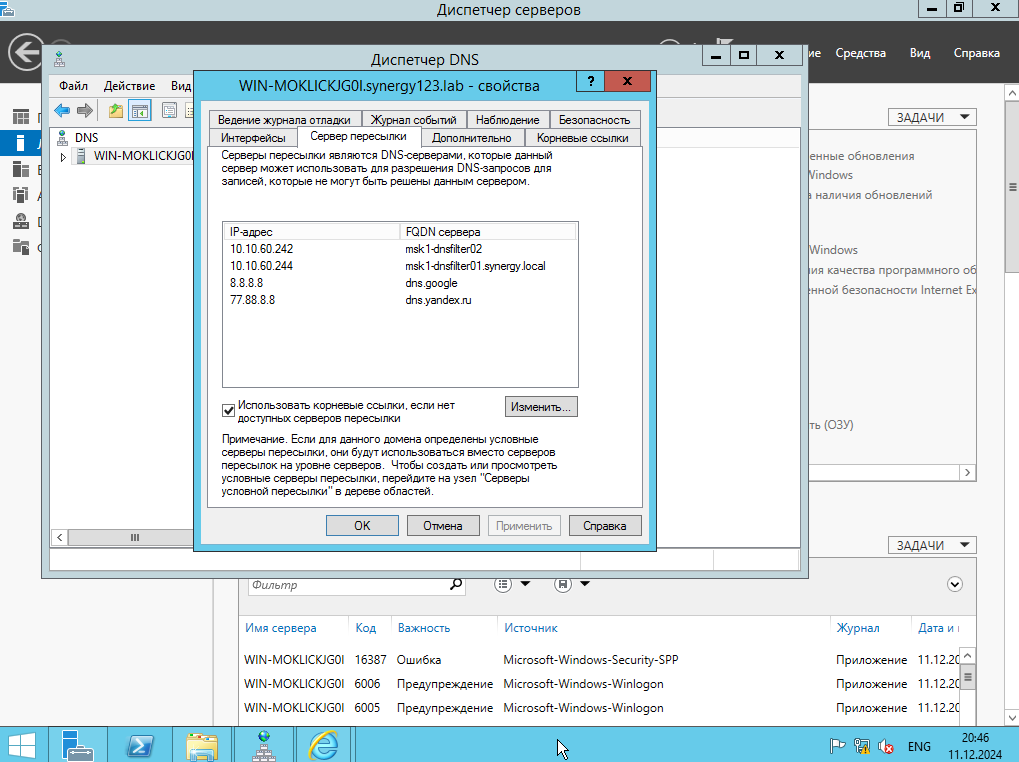 Диспетчер серверов
Средства
Вид
Справка
Диспетчер DNS
Файл
Действие
Вид
DNS
WIN-MOKLICKJG0I
WIN-MOKLICKJG0I.synergy123.lab - свойства
?
Ведение журнала отладки
Журнал событий
Наблюдение
Безопасность
Интерфейсы
Сервер пересылки
Дополнительно
Корневые ссылки
Серверы пересылки являются DNS-серверами, которые данный
сервер может использовать для разрешения DNS-запросов для
записей, которые не могут быть решены данным сервером.
IP-адрес
FQDN сервера
10.10.60.242
msk1-dnsfilter02
10.10.60.244
msk1-dnsfilter01.synergy.local
8.8.8.8
dns.google
77.88.8.8
dns.yandex.ru
Использовать корневые ссылки, если нет
доступных серверов пересылки
Изменить...
Примечание. Если для данного домена определены условные
серверы пересылки, они будут использоваться вместо серверов
пересылок на уровне серверов. Чтобы создать или просмотреть
условные серверы пересылки, перейдите на узел "Серверы
условной пересылки" в дереве областей.
ОК
Отмена
Применить
Справка
ЗАДАЧИ
обновления
Windows
наличия обновлений
Windows
качества программного об
безопасности Internet Ex
(ОЗУ)
ЗАДАЧИ
Фильтр
Имя сервера
Код
Важность
Источник
Журнал
Дата и
WIN-MOKLICKJG0I
16387
Ошибка
Microsoft-Windows-Security-SPP
Приложение
11.12.20
WIN-MOKLICKJG0I
6006
Предупреждение
Microsoft-Windows-Winlogon
Приложение
11.12.20
WIN-MOKLICKJG0I
6005
Предупреждение
Microsoft-Windows-Winlogon
Приложение
11.12.20
ENG
20:46
11.12.2024